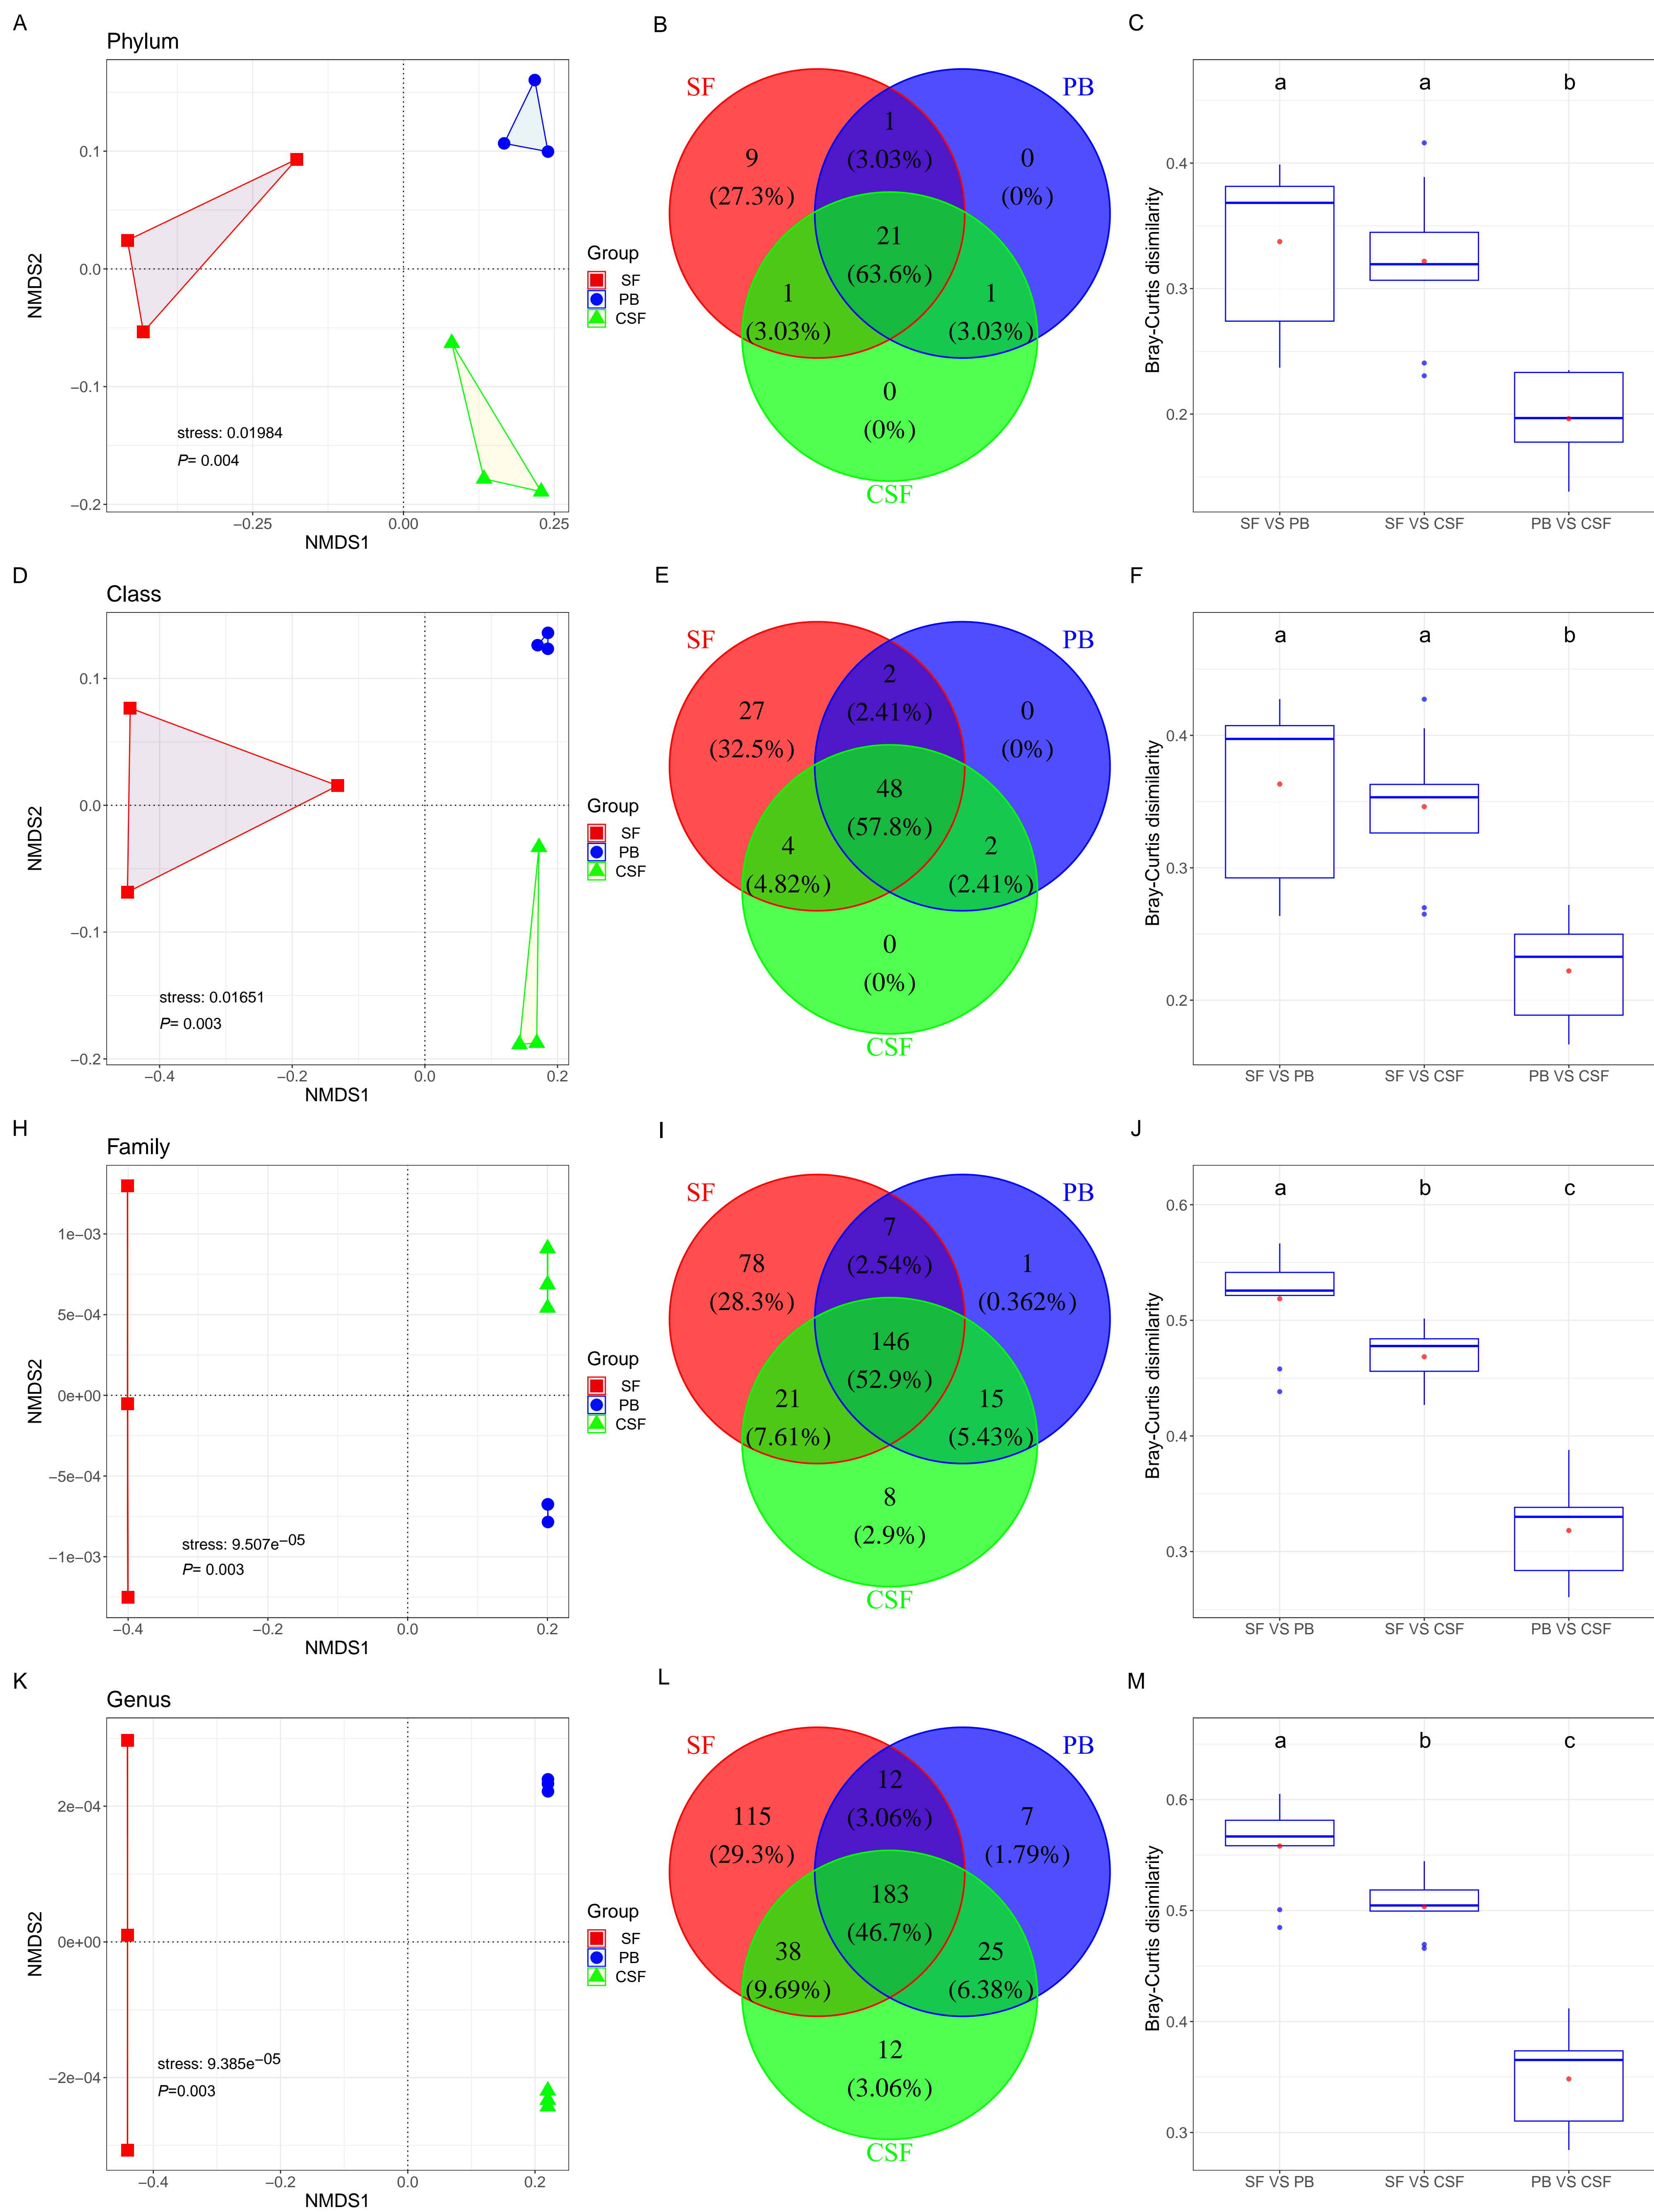 A
Phylum
NMDS2
0.1
0.0
−0.1
−0.2
stress: 0.01984
P= 0.004
−0.25
0.00
0.25
NMDS1
Group
SF
PB
CSF
B
SF
PB
1
(3.03%)
9
(27.3%)
0
(0%)
21
(63.6%)
1
(3.03%)
1
(3.03%)
0
(0%)
CSF
C
Bray-Curtis disimilarity
a
a
b
0.4
0.3
0.2
SF VS PB
SF VS CSF
PB VS CSF
D
Class
NMDS2
0.1
0.0
−0.1
−0.2
stress: 0.01651
P= 0.003
−0.4
−0.2
0.0
0.2
NMDS1
Group
SF
PB
CSF
E
SF
PB
2
(2.41%)
27
(32.5%)
0
(0%)
48
(57.8%)
4
(4.82%)
2
(2.41%)
0
(0%)
CSF
F
Bray-Curtis disimilarity
a
a
b
0.4
0.3
0.2
SF VS PB
SF VS CSF
PB VS CSF
H
Family
NMDS2
1e−03
5e−04
0e+00
−5e−04
−1e−03
stress: 9.507e−05
P= 0.003
−0.4
−0.2
0.0
0.2
NMDS1
Group
SF
PB
CSF
I
SF
PB
7
(2.54%)
78
(28.3%)
1
(0.362%)
146
(52.9%)
21
(7.61%)
15
(5.43%)
8
(2.9%)
CSF
J
Bray-Curtis disimilarity
a
b
c
0.6
0.5
0.4
0.3
SF VS PB
SF VS CSF
PB VS CSF
K
Genus
NMDS2
2e−04
0e+00
−2e−04
stress: 9.385e−05
P=0.003
−0.4
−0.2
0.0
0.2
NMDS1
Group
SF
PB
CSF
L
SF
PB
12
(3.06%)
115
(29.3%)
7
(1.79%)
183
(46.7%)
38
(9.69%)
25
(6.38%)
12
(3.06%)
CSF
M
Bray-Curtis disimilarity
a
b
c
0.6
0.5
0.4
0.3
SF VS PB
SF VS CSF
PB VS CSF